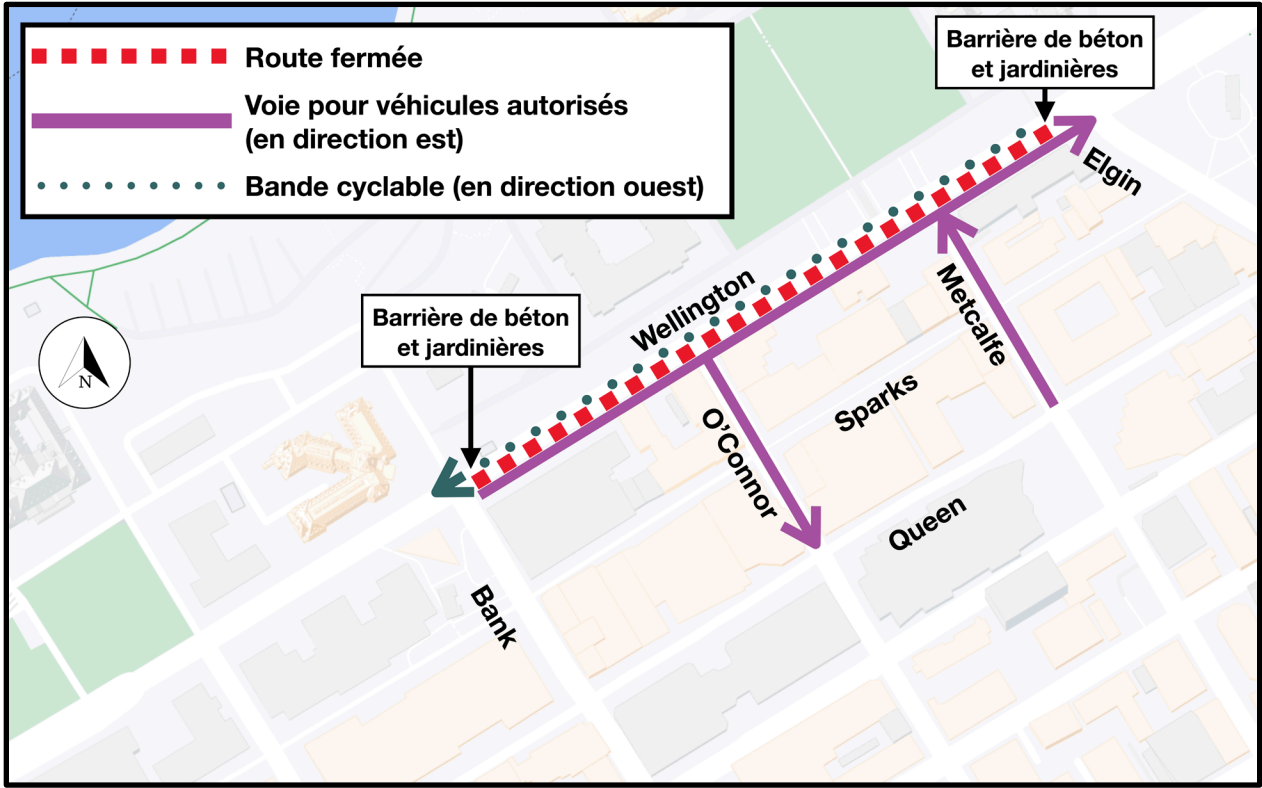 Route fermée
Voie pour véhicules autorisés
(en direction est)
Bande cyclable (en direction ouest)
Barrière de béton
et jardinières
Elgin
Wellington
Metcalfe
Barrière de béton
et jardinières
N
Sparks
O'Connor
Queen
Bank